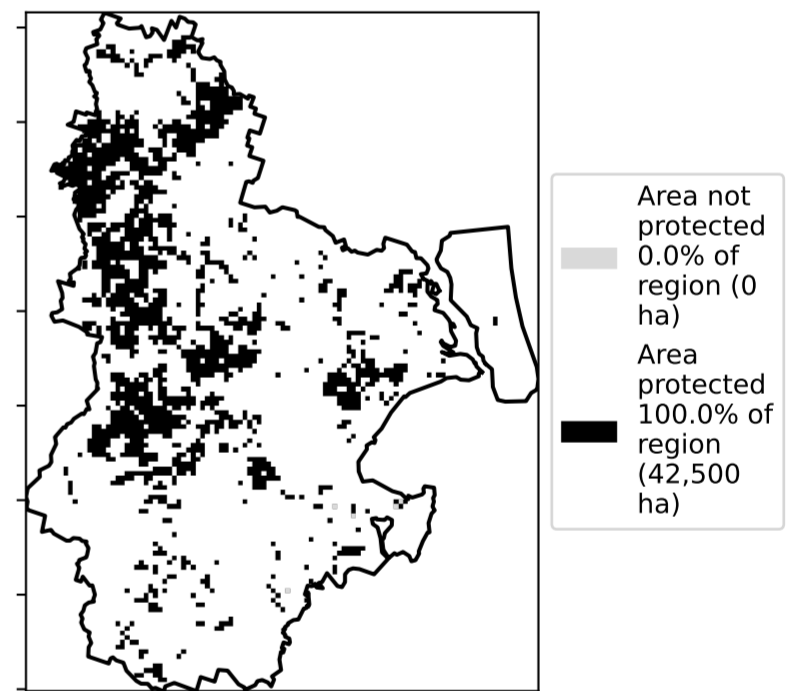 Area not
protected
0.0% of
region (0
ha)
Area
protected
100.0% of
region
(42,500
ha)